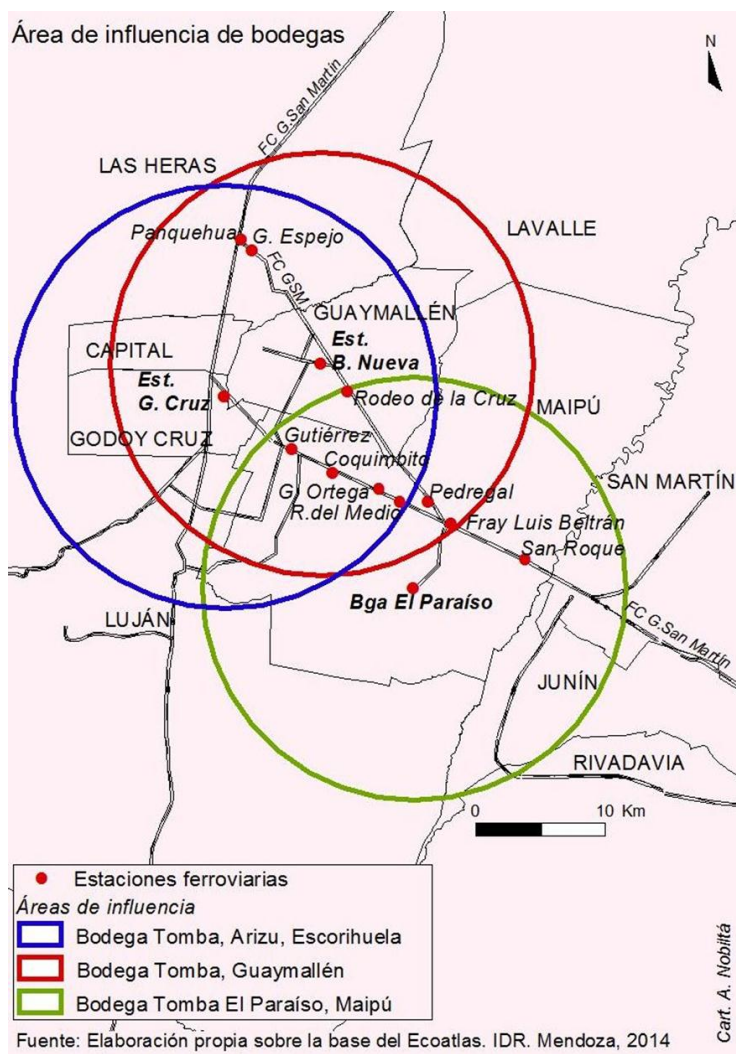 Área de influencia de bodegas
N
FC G.San Martín
LAS HERAS
Panquehua
G. Espejo
LAVALLE
FC GSM
GUAYMALLÉN
CAPITAL
Est.
B. Nueva
Est.
G. Cruz
Rodeo de la Cruz
MAIPÚ
GODOY CRUZ
Gutiérrez
Coquimbito
SAN MARTÍN
G. Ortega
Pedregal
R.del Medio
Fray Luis Beltrán
San Roque
Bga El Paraíso
FC G.San Martín
LUJÁN
JUNÍN
RIVADAVIA
0 10 Km
Estaciones ferroviarias
Áreas de influencia
Bodega Tomba, Arizu, Escorihuela
Bodega Tomba, Guaymallén
Bodega Tomba El Paraíso, Maipú
Cart. A. Nobiltá
Fuente: Elaboración propia sobre la base del Ecoatlas. IDR. Mendoza, 2014